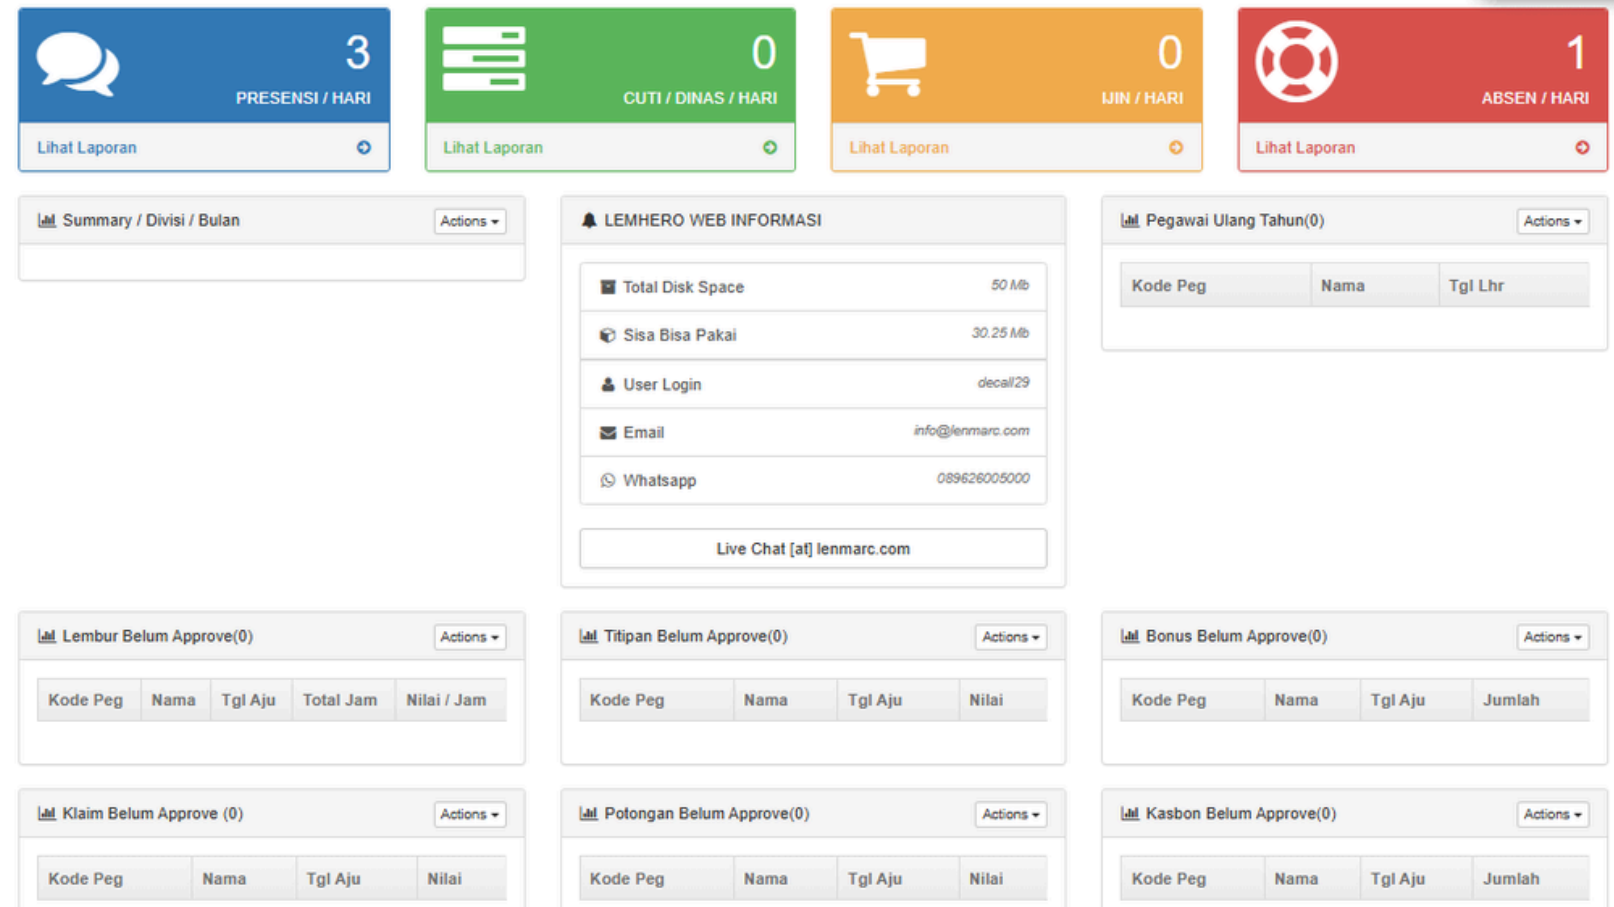 3
PRESENSI / HARI
Lihat Laporan
0
CUTI / DINAS / HARI
Lihat Laporan
0
IJIN / HARI
Lihat Laporan
1
ABSEN / HARI
Lihat Laporan
Summary / Divisi / Bulan
Actions
LEMHERO WEB INFORMASI
Total Disk Space 50 Mb
Sisa Bisa Pakai 30.25 Mb
User Login decall29
Email info@lenmarc.com
Whatsapp 089626005000
Live Chat [at] lenmarc.com
Pegawai Ulang Tahun(0)
Actions
Kode Peg Nama Tgl Lhr
Lembur Belum Approve(0)
Actions
Kode Peg Nama Tgl Aju Total Jam Nilai / Jam
Titipan Belum Approve(0)
Actions
Kode Peg Nama Tgl Aju Nilai
Bonus Belum Approve(0)
Actions
Kode Peg Nama Tgl Aju Jumlah
Klaim Belum Approve (0)
Actions
Kode Peg Nama Tgl Aju Nilai
Potongan Belum Approve(0)
Actions
Kode Peg Nama Tgl Aju Nilai
Kasbon Belum Approve(0)
Actions
Kode Peg Nama Tgl Aju Jumlah